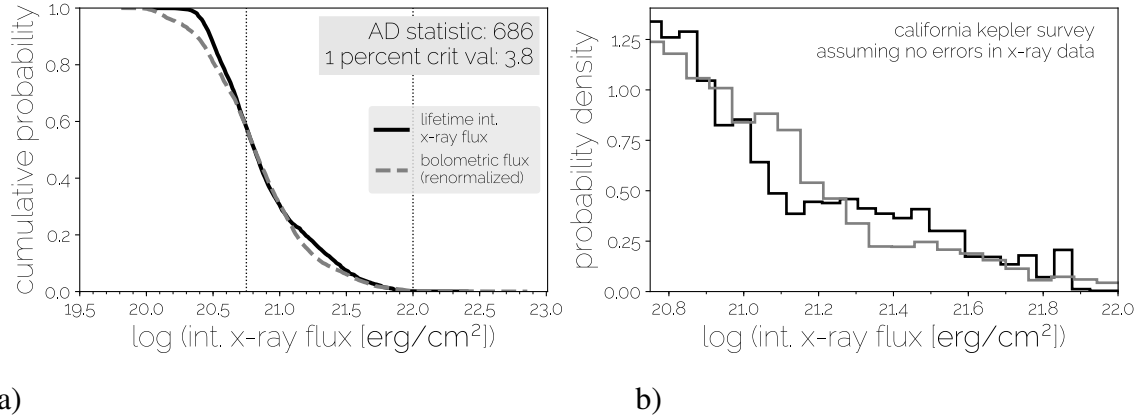 AD statistic: 686
1 percent crit val: 3.8
lifetime int.
x-ray flux
bolometric flux
(renormalized)
cumulative probability
1.0
0.8
0.6
0.4
0.2
0.0
19.5 20.0 20.5 21.0 21.5 22.0 22.5 23.0
log (int. x-ray flux [erg/cm²])
a)
california kepler survey
assuming no errors in x-ray data
probability density
1.25
1.00
0.75
0.50
0.25
0.00
20.8 21.0 21.2 21.4 21.6 21.8 22.0
log (int. x-ray flux [erg/cm²])
b)